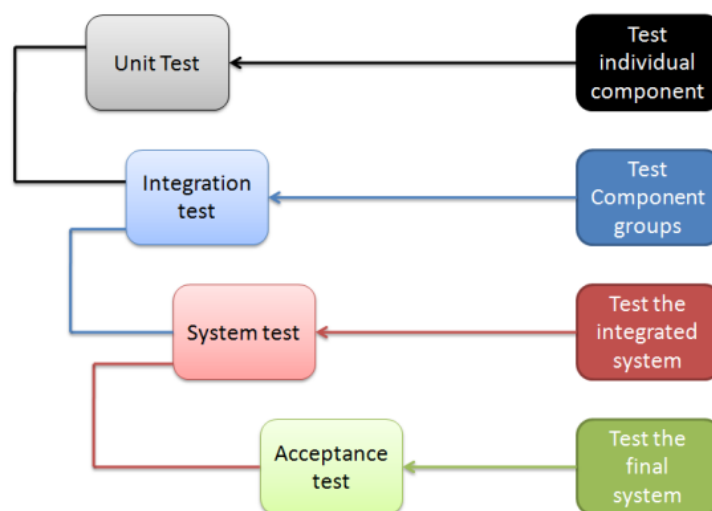 Unit Test
Test
individual
component
Integration
test
Test
Component
groups
System test
Test the
integrated
system
Acceptance
test
Test the
final
system